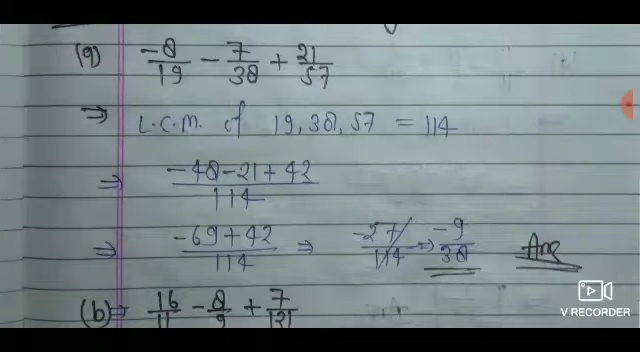 (a) -8/19 - 7/38 + 21/57
⇒ L.C.M. of 19, 38, 57 = 114
⇒ -48-21+42/114
⇒ -69+42/114 ⇒ -27/114 ⇒ -9/38 Ans
(b)⇒ 16/11 - 8/9 + 7/121
V RECORDER